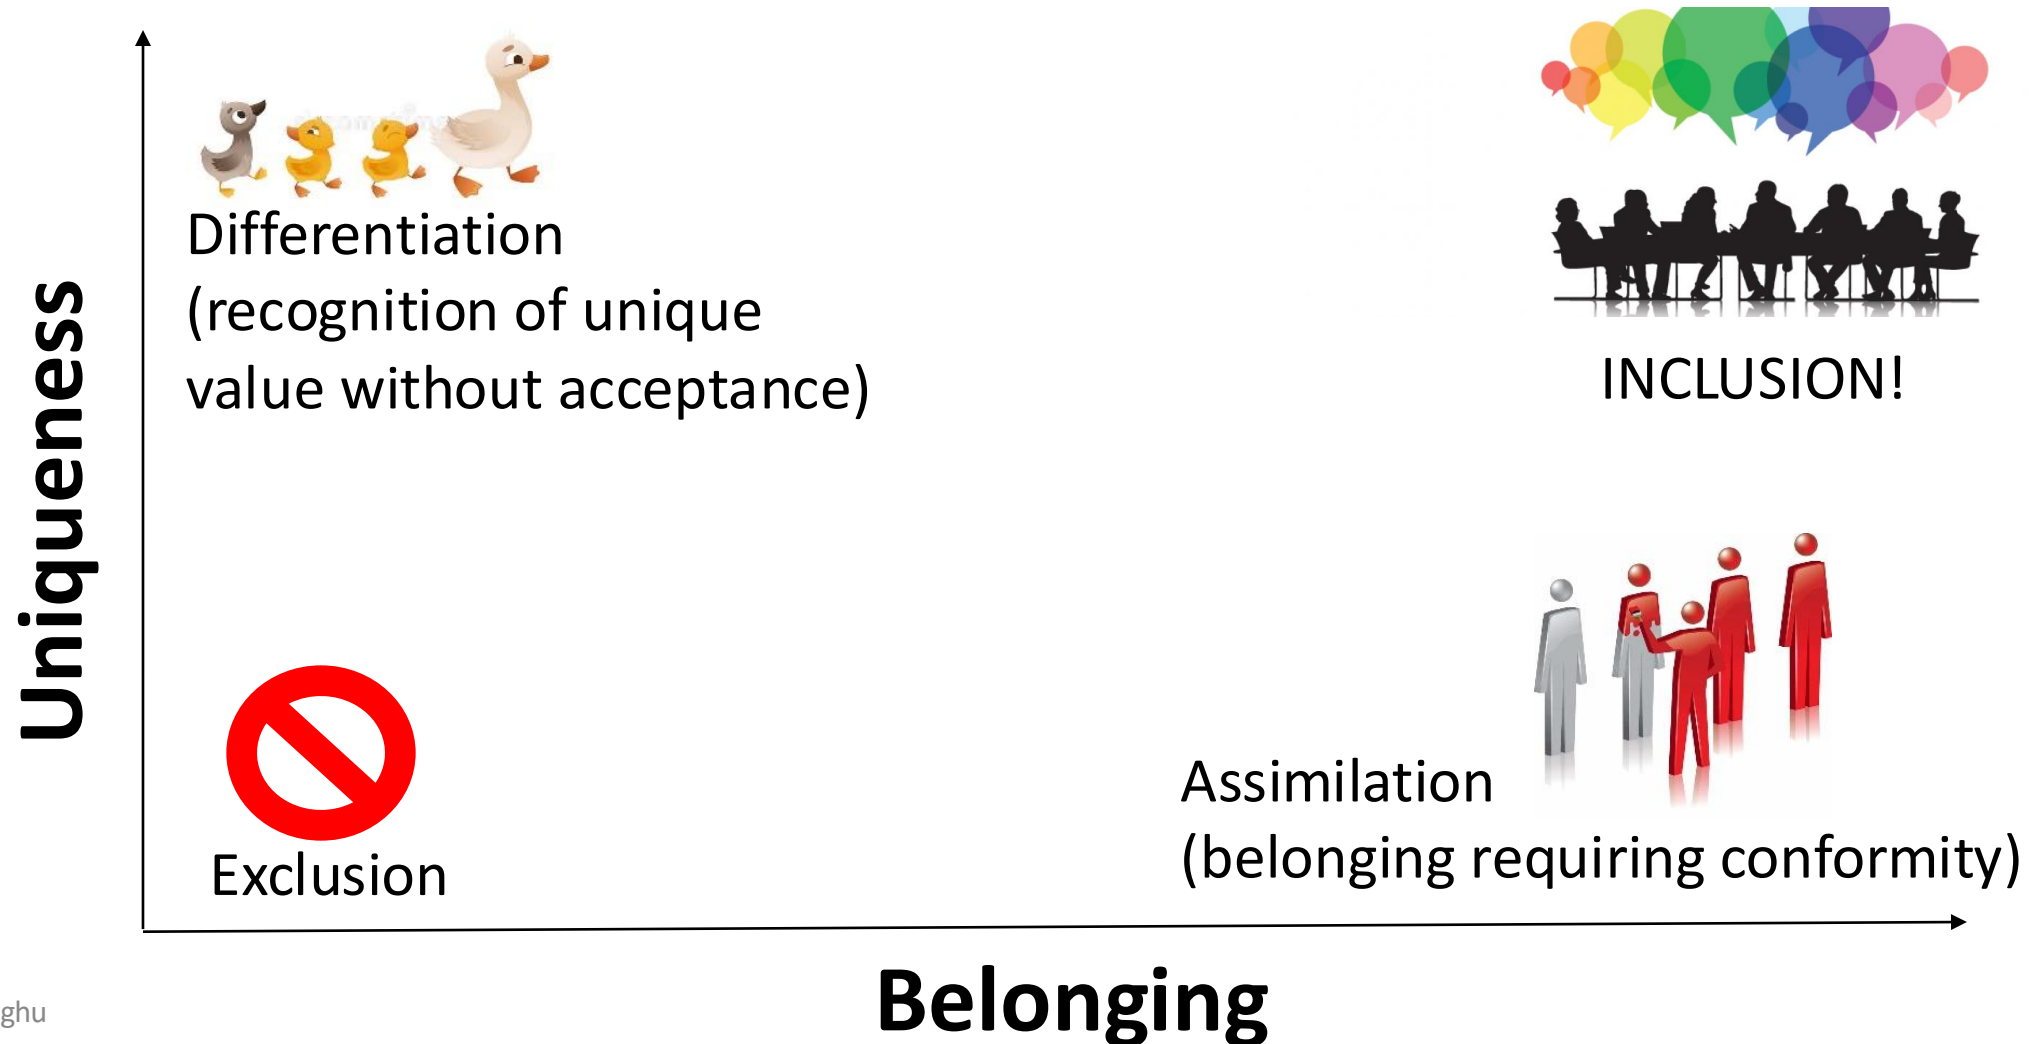 Uniqueness
Differentiation
(recognition of unique
value without acceptance)
INCLUSION!
Exclusion
Assimilation
(belonging requiring conformity)
Belonging
ghu